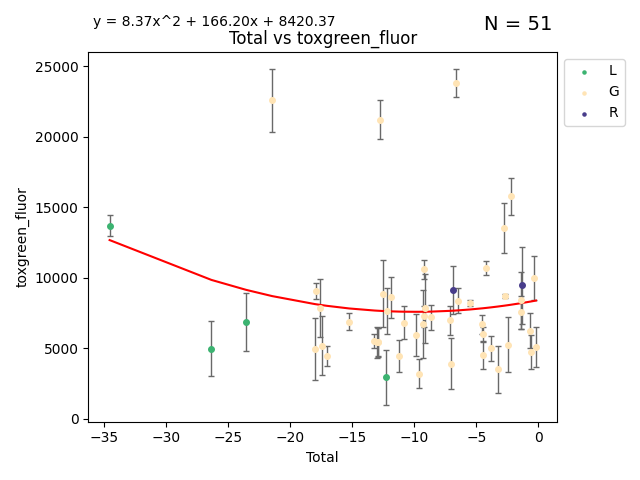 y = 8.37x^2 + 166.20x + 8420.37
N = 51
Total vs toxgreen_fluor
L
G
R
25000
20000
15000
10000
5000
0
toxgreen_fluor
−35
−30
−25
−20
−15
−10
−5
0
Total